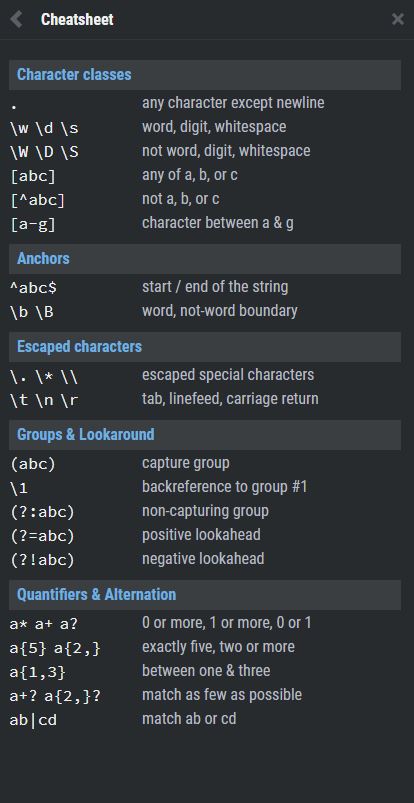 Cheatsheet
Character classes
. any character except newline
\w \d \s word, digit, whitespace
\W \D \S not word, digit, whitespace
[abc] any of a, b, or c
[^abc] not a, b, or c
[a-g] character between a & g
Anchors
^abc$ start / end of the string
\b \B word, not-word boundary
Escaped characters
\. \* \\ escaped special characters
\t \n \r tab, linefeed, carriage return
Groups & Lookaround
(abc) capture group
\1 backreference to group #1
(?:abc) non-capturing group
(?=abc) positive lookahead
(?!abc) negative lookahead
Quantifiers & Alternation
a* a+ a? 0 or more, 1 or more, 0 or 1
a{5} a{2,} exactly five, two or more
a{1,3} between one & three
a+? a{2,}? match as few as possible
ab|cd match ab or cd